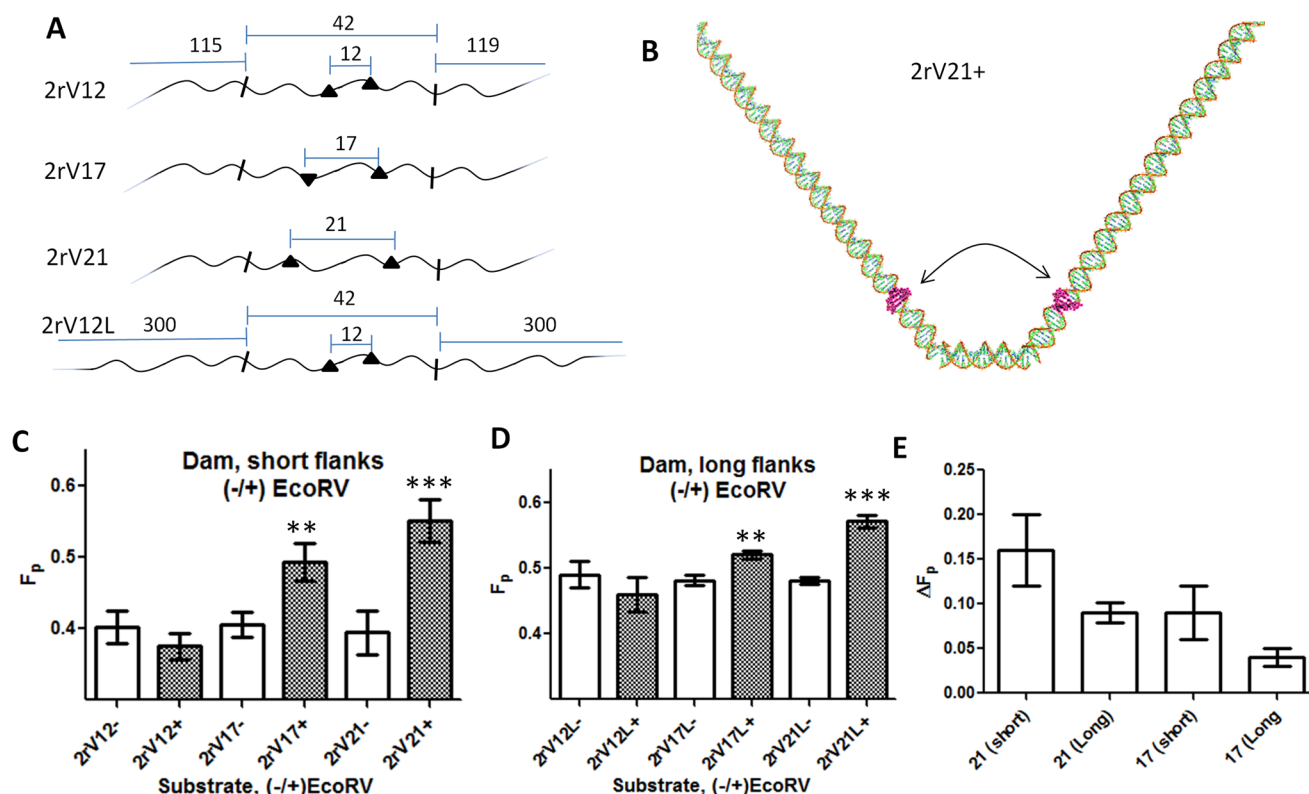 A
42
115
12
119
2rV12
17
2rV17
21
2rV21
42
2rV12L
300
12
300
B
2rV21+
C
Dam, short flanks
(-/+) EcoRV
***
**
Fp
0.6
0.5
0.4
2rV12-
2rV12+
2rV17-
2rV17+
2rV21-
2rV21+
Substrate, (-/+)EcoRV
D
Dam, long flanks
(-/+) EcoRV
***
**
Fp
0.6
0.5
0.4
2rV12L-
2rV12L+
2rV17L-
2rV17L+
2rV21L-
2rV21L+
Substrate, (-/+)EcoRV
E
ΔFp
0.25
0.20
0.15
0.10
0.05
0.00
21 (short)
21 (Long)
17 (short)
17 (Long